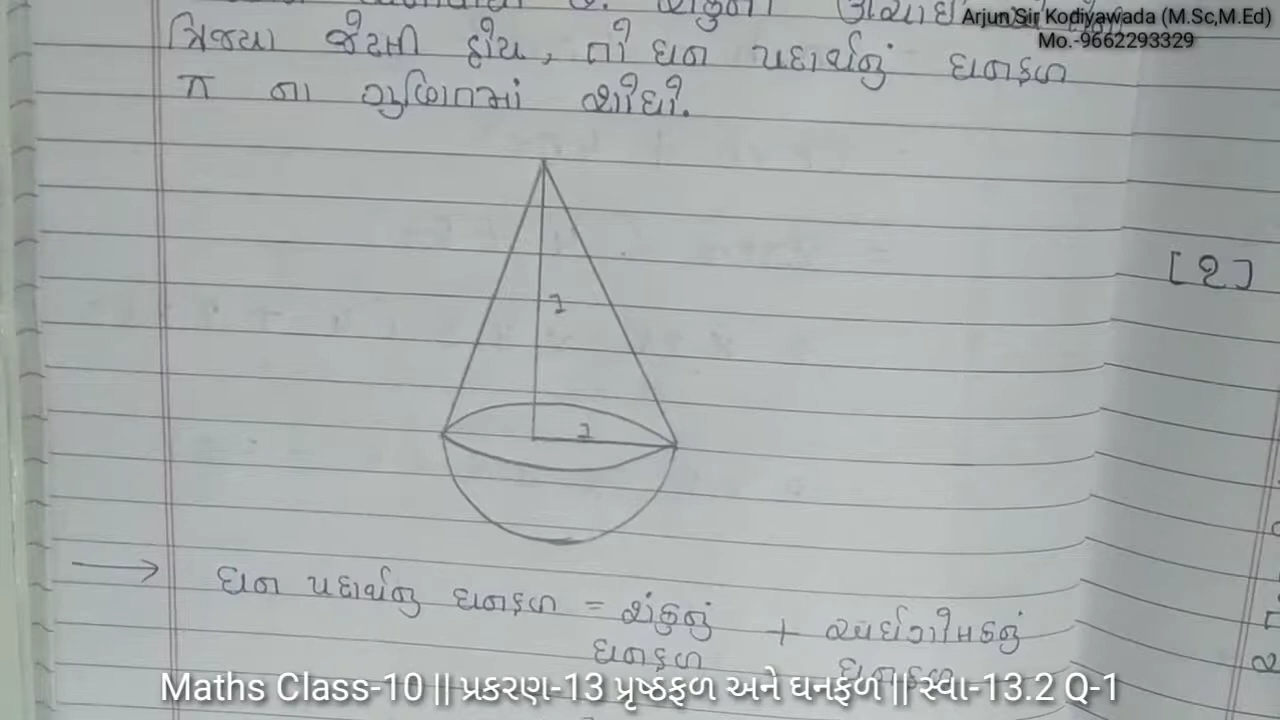 Arjun Sir Kodiyawada (M.Sc,M.Ed)
Mo.-9662293329
ત્રિજ્યા જેટલી હોય, તો ઘન પદાર્થનું ઘનફળ
π ના ગુણિતમાં શોધો.
[2]
1
1
ઘન પદાર્થનું ઘનફળ = શંકુનું + અર્ધગોલકનું
ઘનફળ ઘનફળ
Maths Class-10 || પ્રકરણ-13 પૃષ્ઠફળ અને ઘનફળ || સ્વા-13.2 Q-1